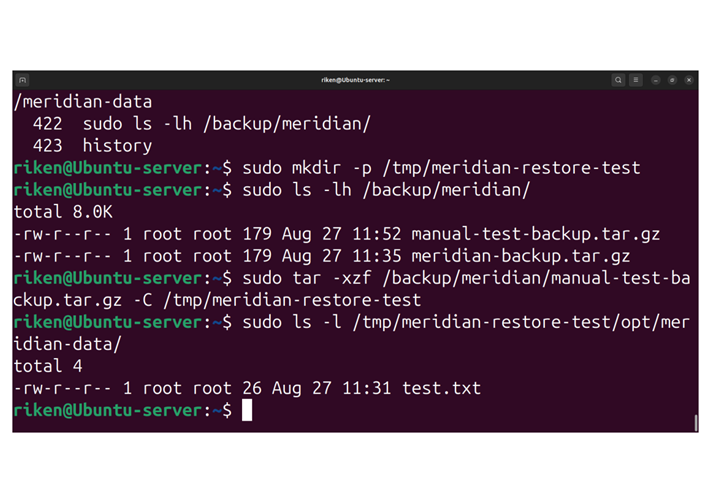 riken@Ubuntu-server: ~
/meridian-data
  422  sudo ls -lh /backup/meridian/
  423  history
riken@Ubuntu-server:~$ sudo mkdir -p /tmp/meridian-restore-test
riken@Ubuntu-server:~$ sudo ls -lh /backup/meridian/
total 8.0K
-rw-r--r-- 1 root root 179 Aug 27 11:52 manual-test-backup.tar.gz
-rw-r--r-- 1 root root 179 Aug 27 11:35 meridian-backup.tar.gz
riken@Ubuntu-server:~$ sudo tar -xzf /backup/meridian/manual-test-ba
ckup.tar.gz -C /tmp/meridian-restore-test
riken@Ubuntu-server:~$ sudo ls -l /tmp/meridian-restore-test/opt/mer
idian-data/
total 4
-rw-r--r-- 1 root root 26 Aug 27 11:31 test.txt
riken@Ubuntu-server:~$